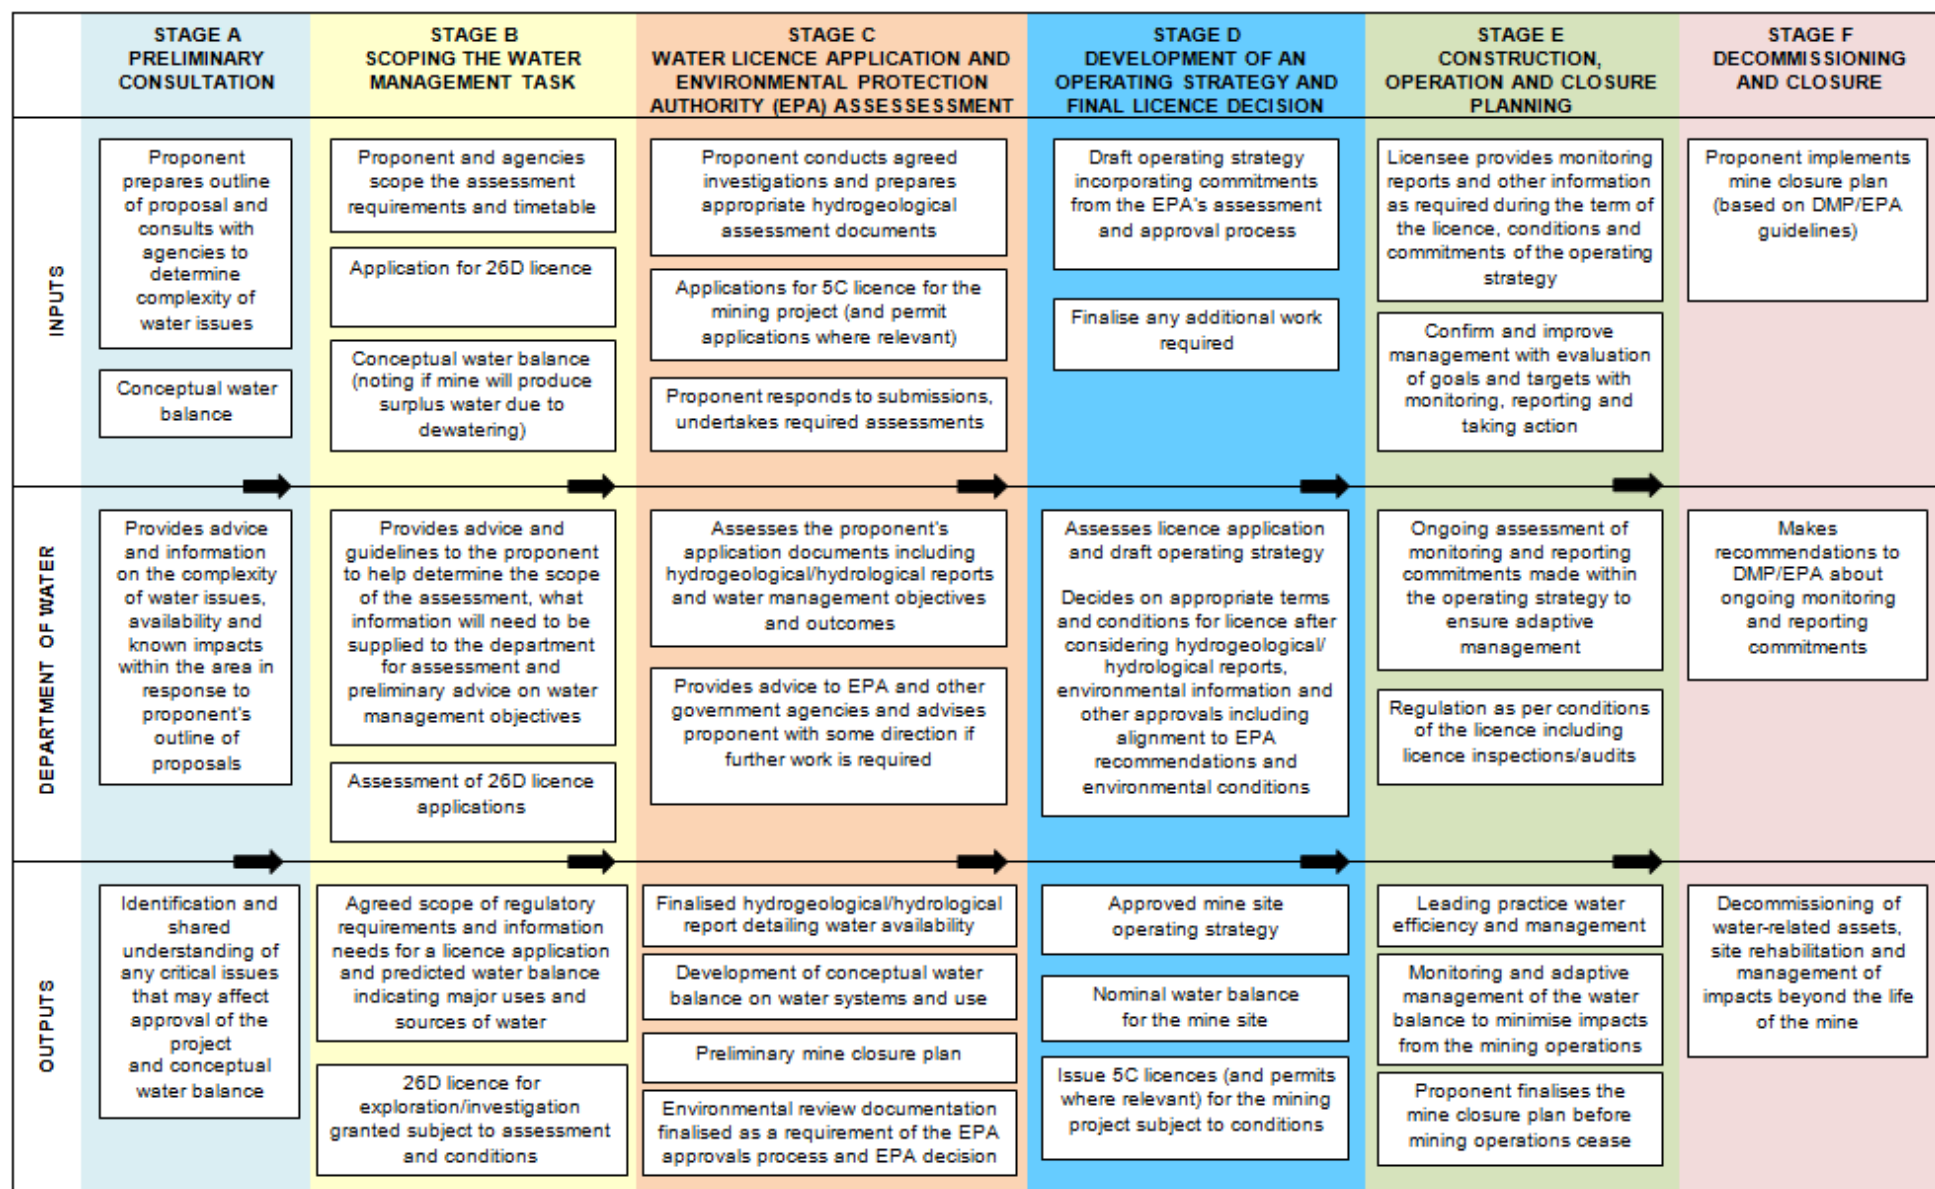 STAGE A
PRELIMINARY
CONSULTATION
STAGE B
SCOPING THE WATER
MANAGEMENT TASK
STAGE C
WATER LICENCE APPLICATION AND
ENVIRONMENTAL PROTECTION
AUTHORITY (EPA) ASSESSESSMENT
STAGE D
DEVELOPMENT OF AN
OPERATING STRATEGY AND
FINAL LICENCE DECISION
STAGE E
CONSTRUCTION,
OPERATION AND CLOSURE
PLANNING
STAGE F
DECOMMISSIONING
AND CLOSURE
INPUTS
Proponent
prepares outline
of proposal and
consults with
agencies to
determine
complexity of
water issues
Conceptual water
balance
Proponent and agencies
scope the assessment
requirements and timetable
Application for 26D licence
Conceptual water balance
(noting if mine will produce
surplus water due to
dewatering)
Proponent conducts agreed
investigations and prepares
appropriate hydrogeological
assessment documents
Applications for 5C licence for the
mining project (and permit
applications where relevant)
Proponent responds to submissions,
undertakes required assessments
Draft operating strategy
incorporating commitments
from the EPA's assessment
and approval process
Finalise any additional work
required
Licensee provides monitoring
reports and other information
as required during the term of
the licence, conditions and
commitments of the operating
strategy
Confirm and improve
management with evaluation
of goals and targets with
monitoring, reporting and
taking action
Proponent implements
mine closure plan
(based on DMP/EPA
guidelines)
DEPARTMENT OF WATER
Provides advice
and information
on the complexity
of water issues,
availability and
known impacts
within the area in
response to
proponent's
outline of
proposals
Provides advice and
guidelines to the proponent
to help determine the scope
of the assessment, what
information will need to be
supplied to the department
for assessment and
preliminary advice on water
management objectives
Assessment of 26D licence
applications
Assesses the proponent's
application documents including
hydrogeological/hydrological reports
and water management objectives
and outcomes
Provides advice to EPA and other
government agencies and advises
proponent with some direction if
further work is required
Assesses licence application
and draft operating strategy
Decides on appropriate terms
and conditions for licence after
considering hydrogeological/
hydrological reports,
environmental information and
other approvals including
alignment to EPA
recommendations and
environmental conditions
Ongoing assessment of
monitoring and reporting
commitments made within
the operating strategy to
ensure adaptive
management
Regulation as per conditions
of the licence including
licence inspections/audits
Makes
recommendations to
DMP/EPA about
ongoing monitoring
and reporting
commitments
OUTPUTS
Identification and
shared
understanding of
any critical issues
that may affect
approval of the
project
and conceptual
water balance
Agreed scope of regulatory
requirements and information
needs for a licence application
and predicted water balance
indicating major uses and
sources of water
26D licence for
exploration/investigation
granted subject to assessment
and conditions
Finalised hydrogeological/hydrological
report detailing water availability
Development of conceptual water
balance on water systems and use
Preliminary mine closure plan
Environmental review documentation
finalised as a requirement of the EPA
approvals process and EPA decision
Approved mine site
operating strategy
Nominal water balance
for the mine site
Issue 5C licences (and permits
where relevant) for the mining
project subject to conditions
Leading practice water
efficiency and management
Monitoring and adaptive
management of the water
balance to minimise impacts
from the mining operations
Proponent finalises the
mine closure plan before
mining operations cease
Decommissioning of
water-related assets,
site rehabilitation and
management of
impacts beyond the life
of the mine